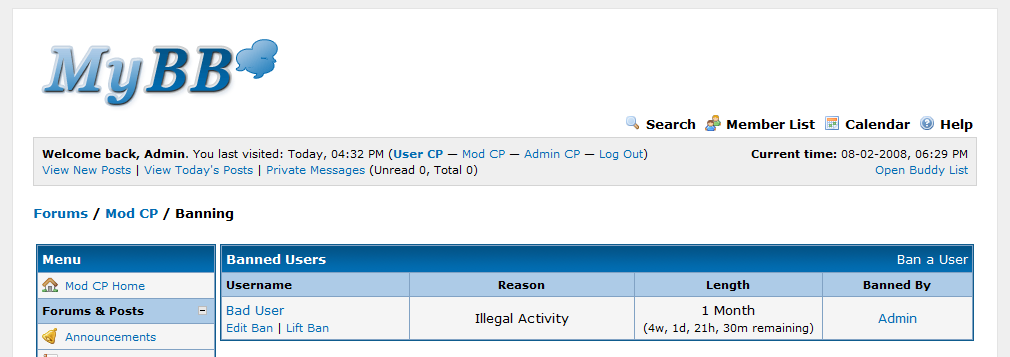 MyBB
Search Member List Calendar Help
Welcome back, Admin. You last visited: Today, 04:32 PM (User CP — Mod CP — Admin CP — Log Out) Current time: 08-02-2008, 06:29 PM
View New Posts | View Today's Posts | Private Messages (Unread 0, Total 0) Open Buddy List
Forums / Mod CP / Banning
Menu
Mod CP Home
Forums & Posts
Announcements
Banned Users Ban a User
Username Reason Length Banned By
Bad User Illegal Activity 1 Month Admin
Edit Ban | Lift Ban (4w, 1d, 21h, 30m remaining)